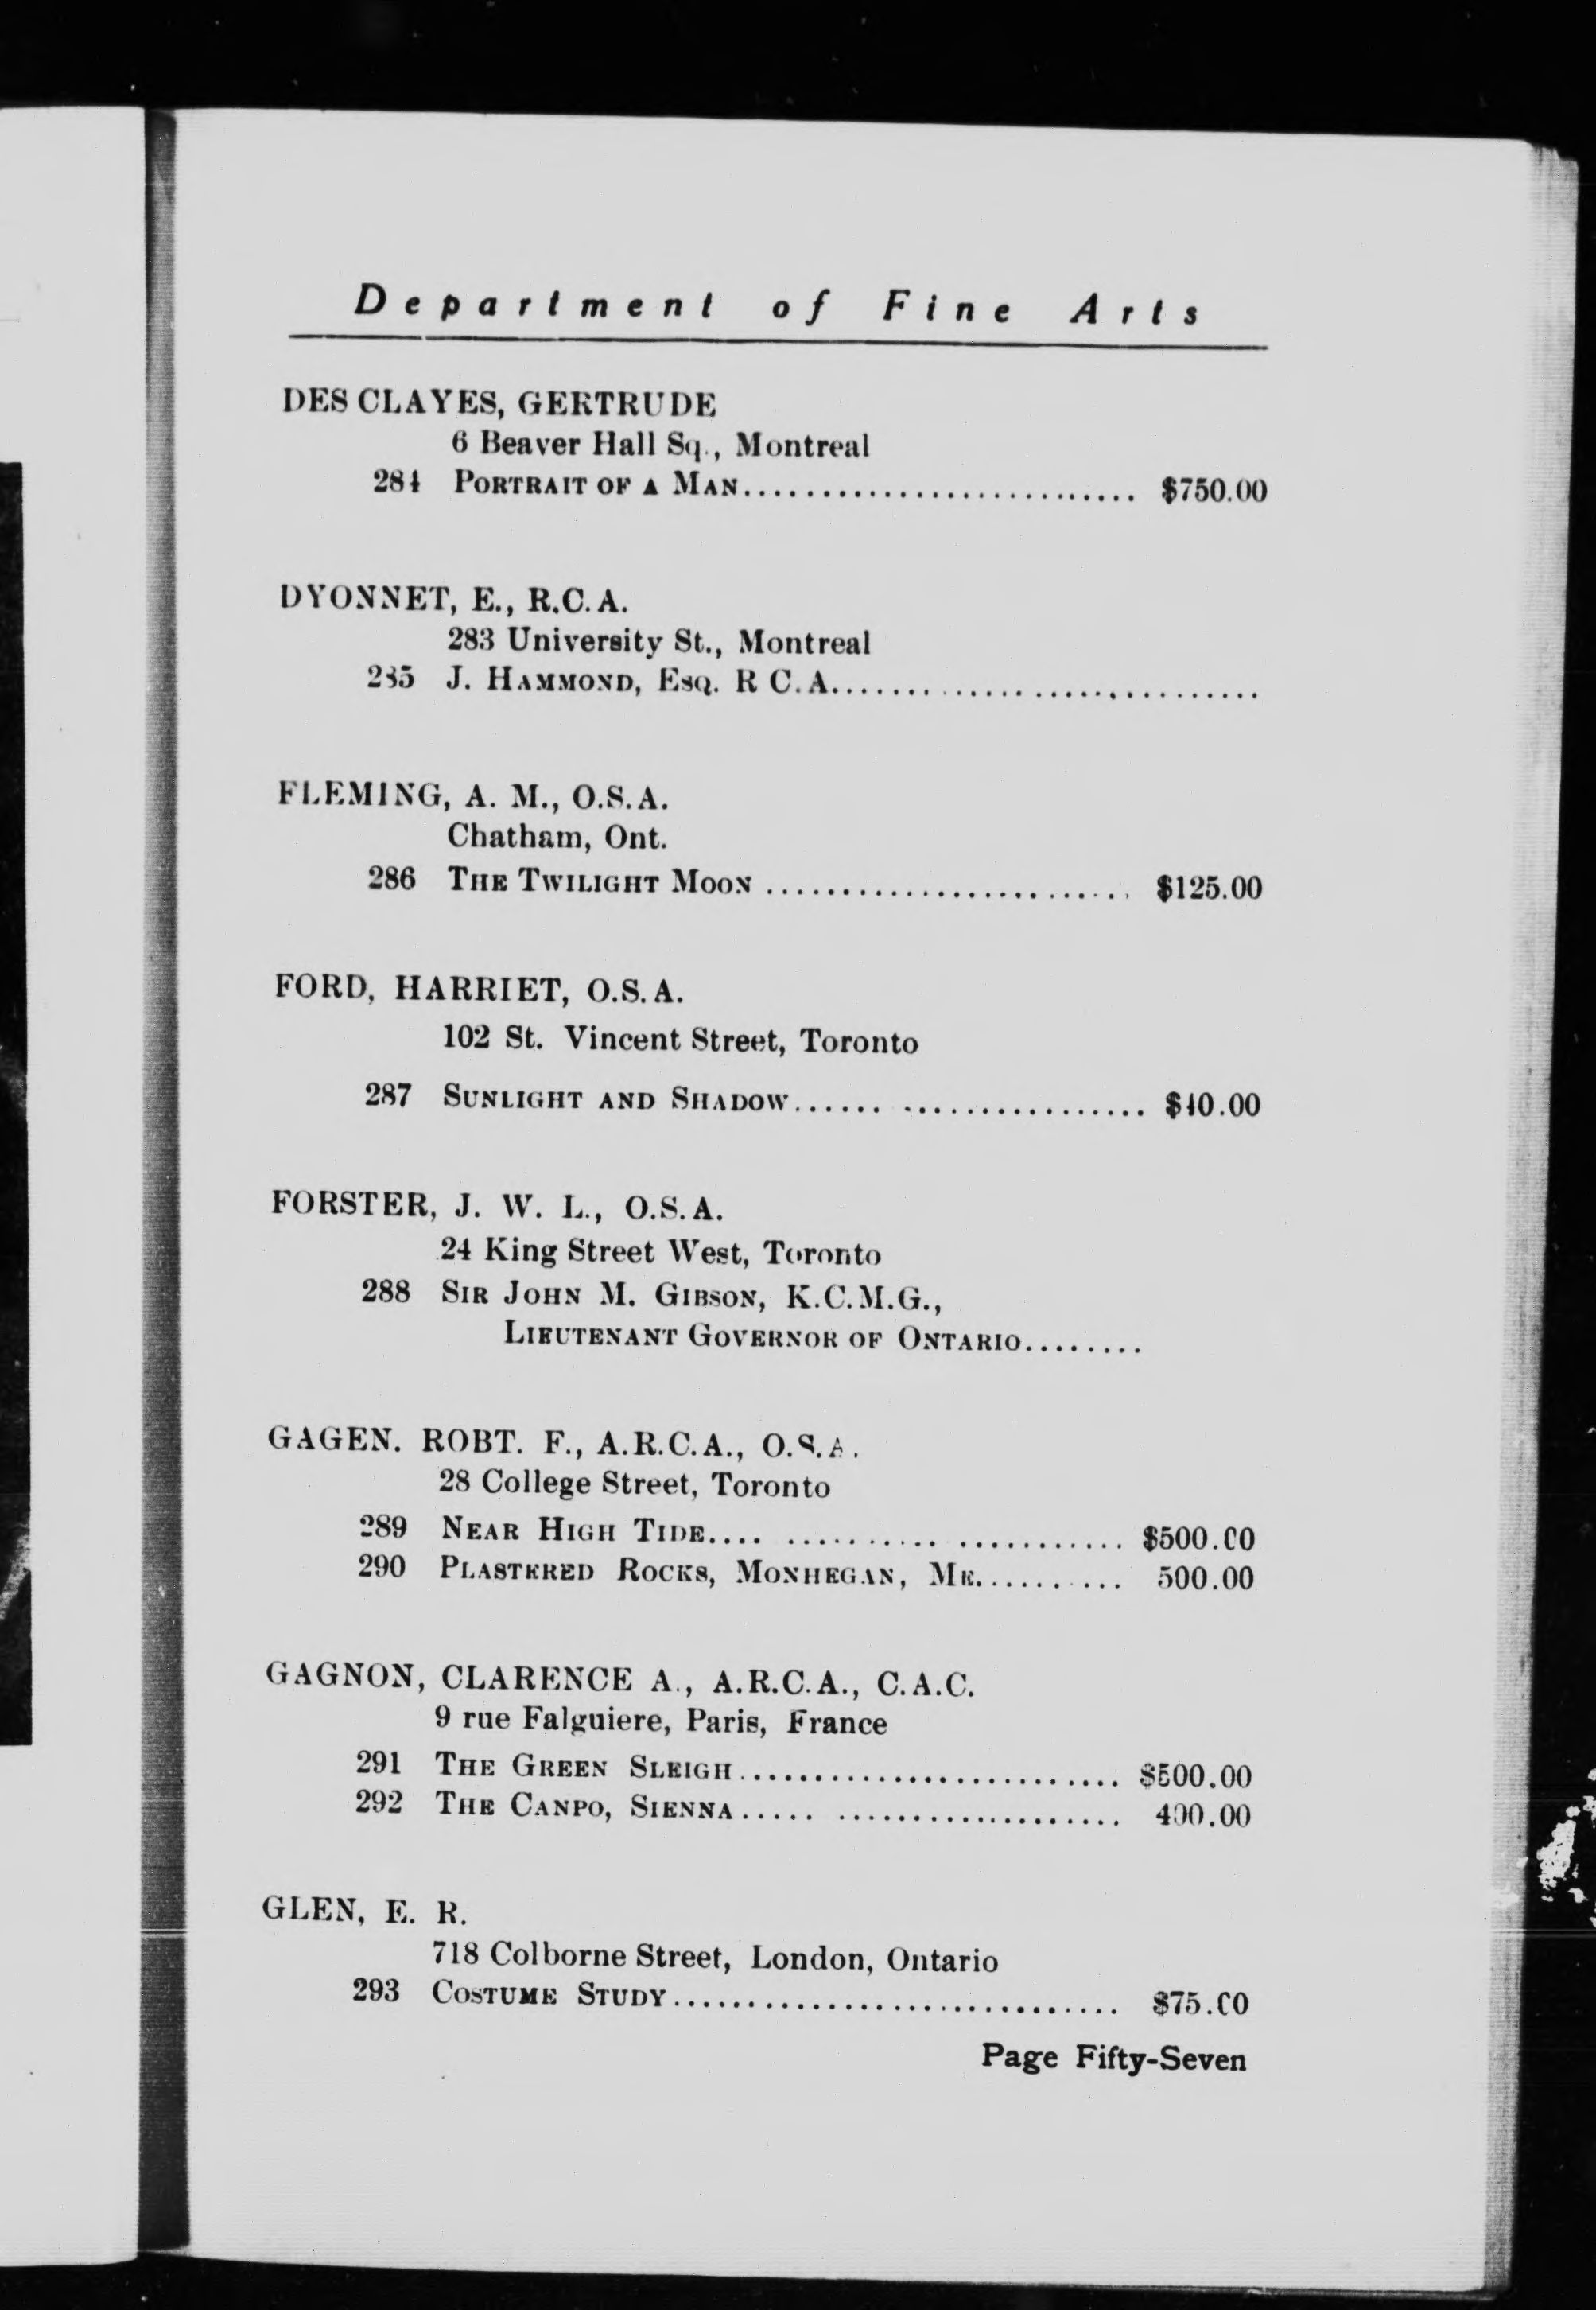 Department of Fine Arts
DES CLAYES, GERTRUDE
6 Beaver Hall Sq., Montreal
284 PORTRAIT OF A MAN........................... $750.00
DYONNET, E., R.C.A.
283 University St., Montreal
285 J. HAMMOND, ESQ. R C.A.............................
FLEMING, A. M., O.S.A.
Chatham, Ont.
286 THE TWILIGHT MOON ......................... $125.00
FORD, HARRIET, O.S.A.
102 St. Vincent Street, Toronto
287 SUNLIGHT AND SHADOW...... ................
FORSTER, J. W. L., O.S.A.
24 King Street West, Toronto
288 SIR JOHN M. GIBSON, K.C.M.G.,
LIEUTENANT GOVERNOR OF ONTARIO........
GAGEN. ROBT. F., A.R.C.A., O.S.A.
28 College Street, Toronto
289 NEAR HIGH TIDE.... .......... ........... $500.00
290 PLASTERED ROCKS, MONHEGAN, ME.......... 500.00
GAGNON, CLARENCE A., A.R.C.A., C.A.C.
9 rue Falguiere, Paris, France
291 THE GREEN SLEIGH.......................... $500.00
292 THE CANPO, SIENNA..... ................... 400.00
GLEN, E. R.
718 Colborne Street, London, Ontario
293 COSTUME STUDY.............................. $75.00
Page Fifty-Seven